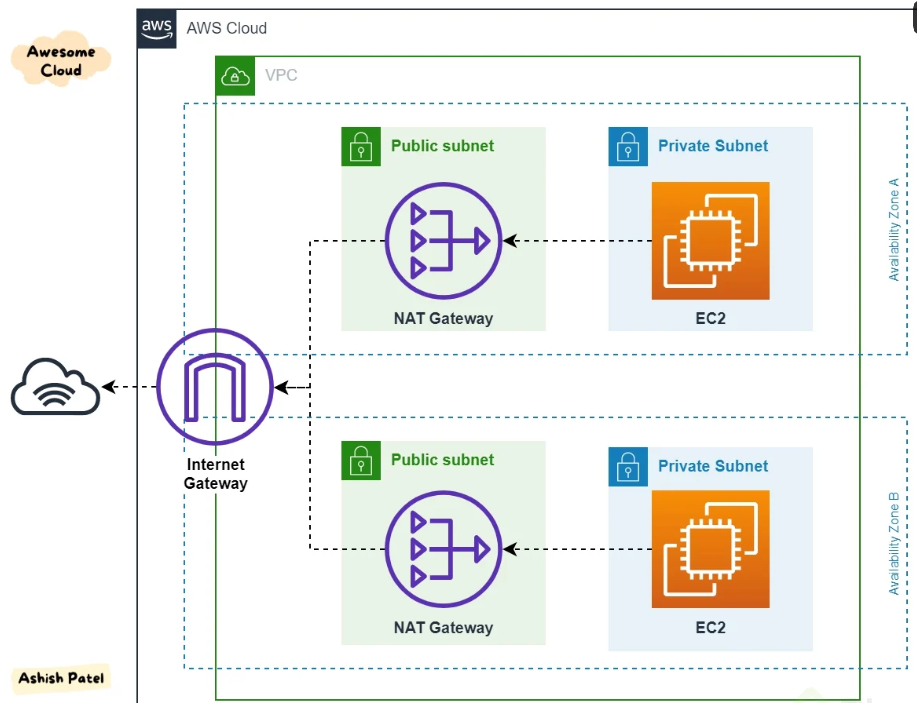 Awesome
Cloud
aws
AWS Cloud
VPC
Public subnet
Private Subnet
NAT Gateway
EC2
Availability Zone A
Internet
Gateway
Public subnet
Private Subnet
NAT Gateway
EC2
Availability Zone B
Ashish Patel